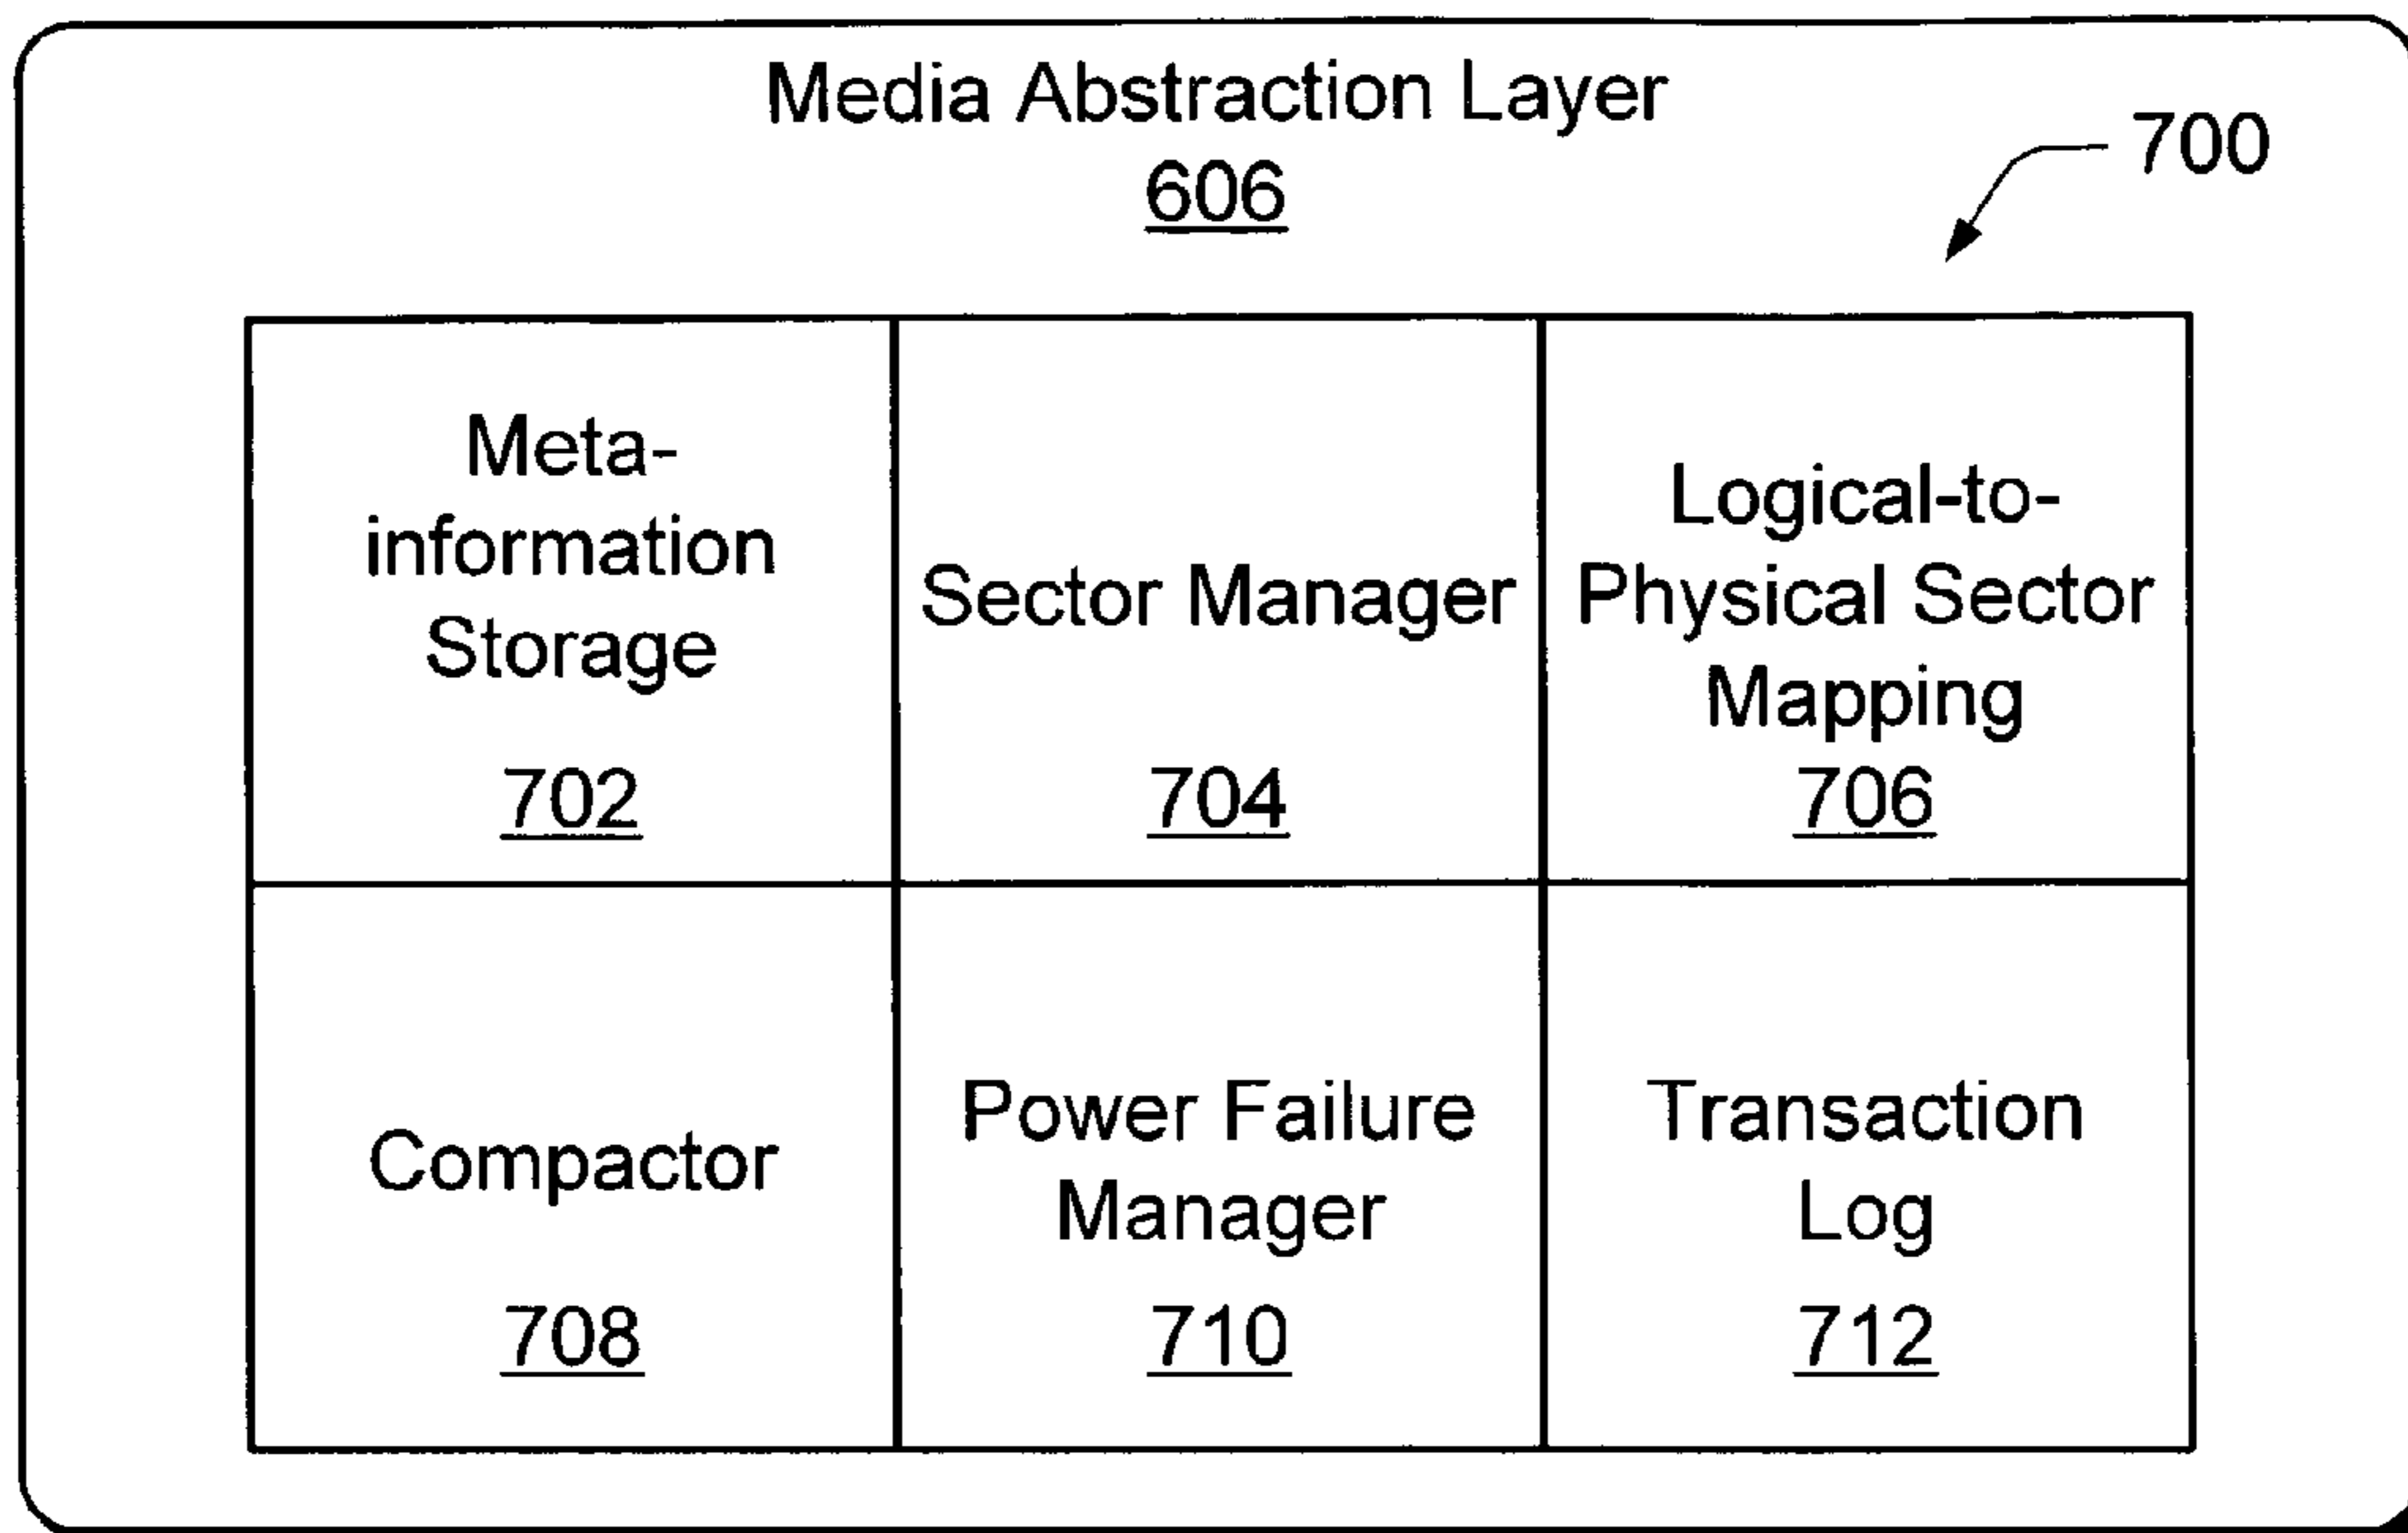 Media Abstraction Layer
606
700
Meta-
information
Storage
702
Sector Manager
704
Logical-to-
Physical Sector
Mapping
706
Compactor
708
Power Failure
Manager
710
Transaction
Log
712